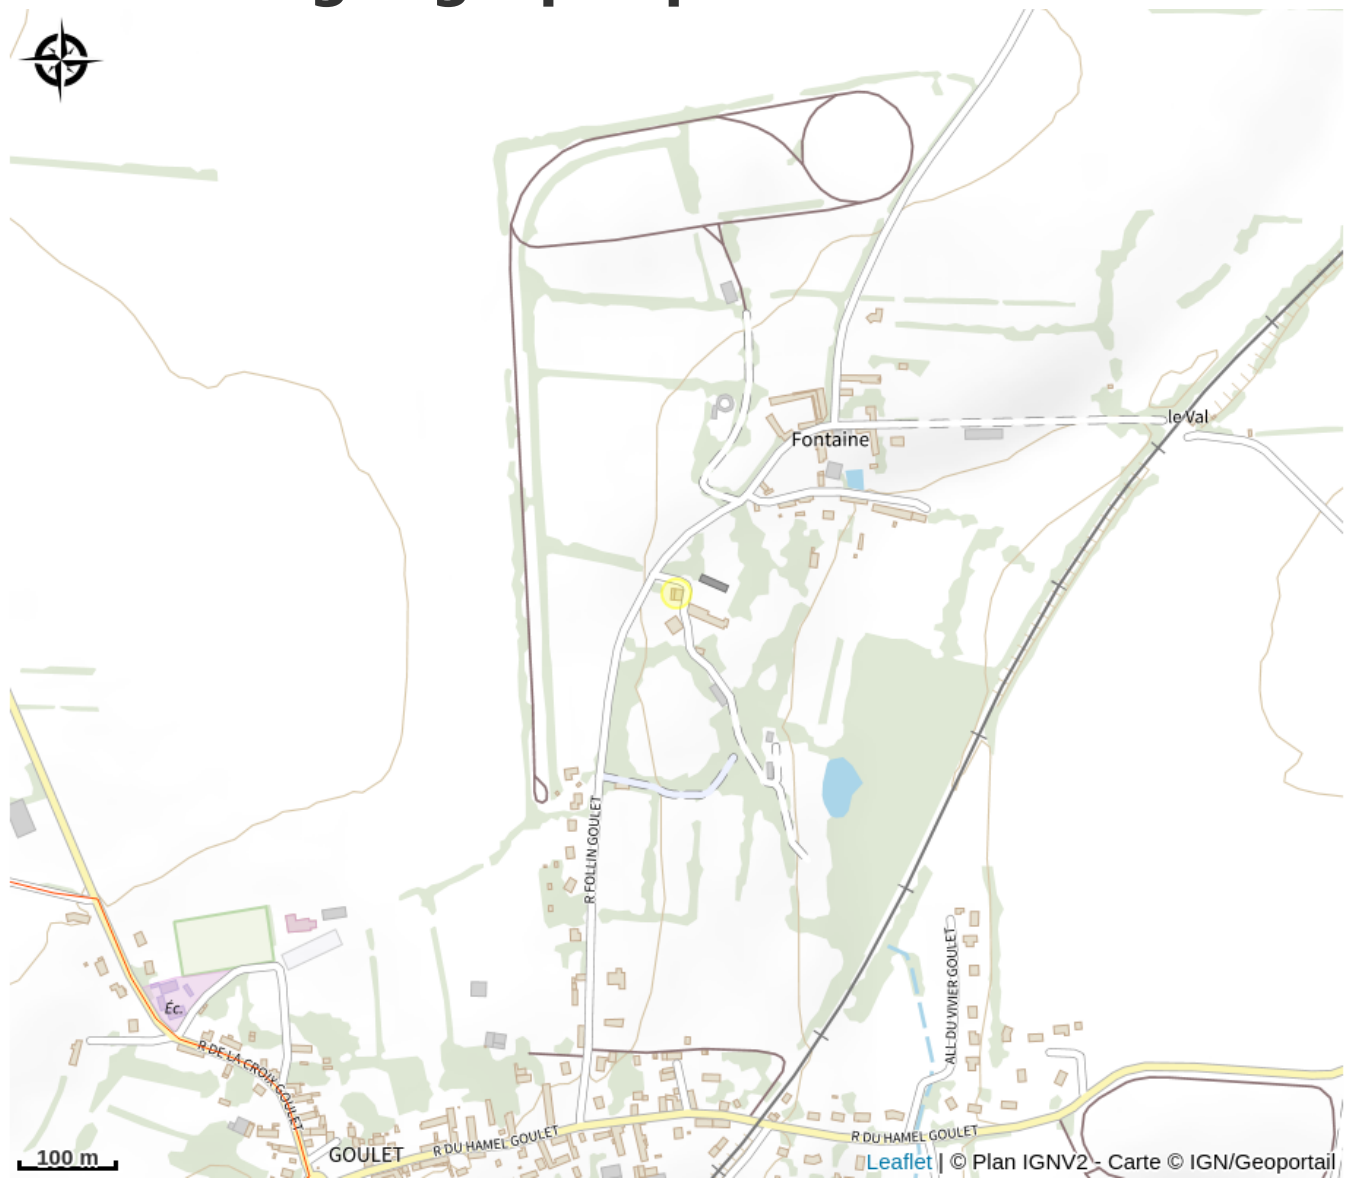 le Val
Fontaine
R FOLLIN GOULET
ALL DU VIVIER GOULET
Éc.
R DE LA CROIX GOULET
R DU HAMEL GOULET
R DU HAMEL GOULET
GOULET
100 m
Leaflet | © Plan IGNV2 - Carte © IGN/Geoportail